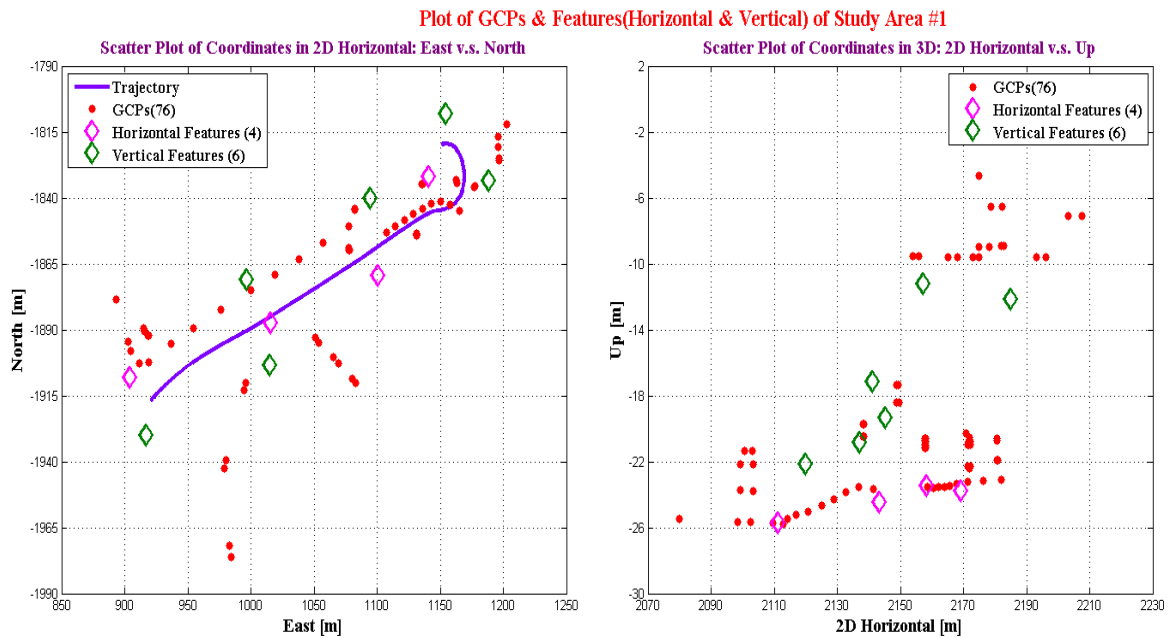 Plot of GCPs & Features(Horizontal & Vertical) of Study Area #1
Scatter Plot of Coordinates in 2D Horizontal: East v.s. North
-1790
-1815
-1840
-1865
-1890
-1915
-1940
-1965
-1990
North [m]
Trajectory
GCPs(76)
Horizontal Features (4)
Vertical Features (6)
850
900
950
1000
1050
1100
1150
1200
1250
East [m]
Scatter Plot of Coordinates in 3D: 2D Horizontal v.s. Up
2
-2
-6
-10
-14
-18
-22
-26
-30
Up [m]
GCPs(76)
Horizontal Features (4)
Vertical Features (6)
2070
2090
2110
2130
2150
2170
2190
2210
2230
2D Horizontal [m]